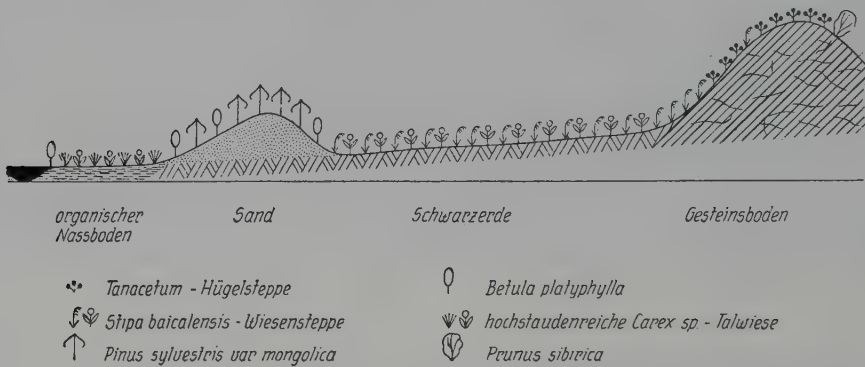 organischer Nassboden
Sand
Schwarzerde
Gesteinsboden
Tanacetum - Hügelsteppe
Stipa baicalensis - Wiesensteppe
Pinus sylvestris var mongolica
Betula platyphylla
hochstaudenreiche Carex sp. - Talwiese
Prunus sibirica